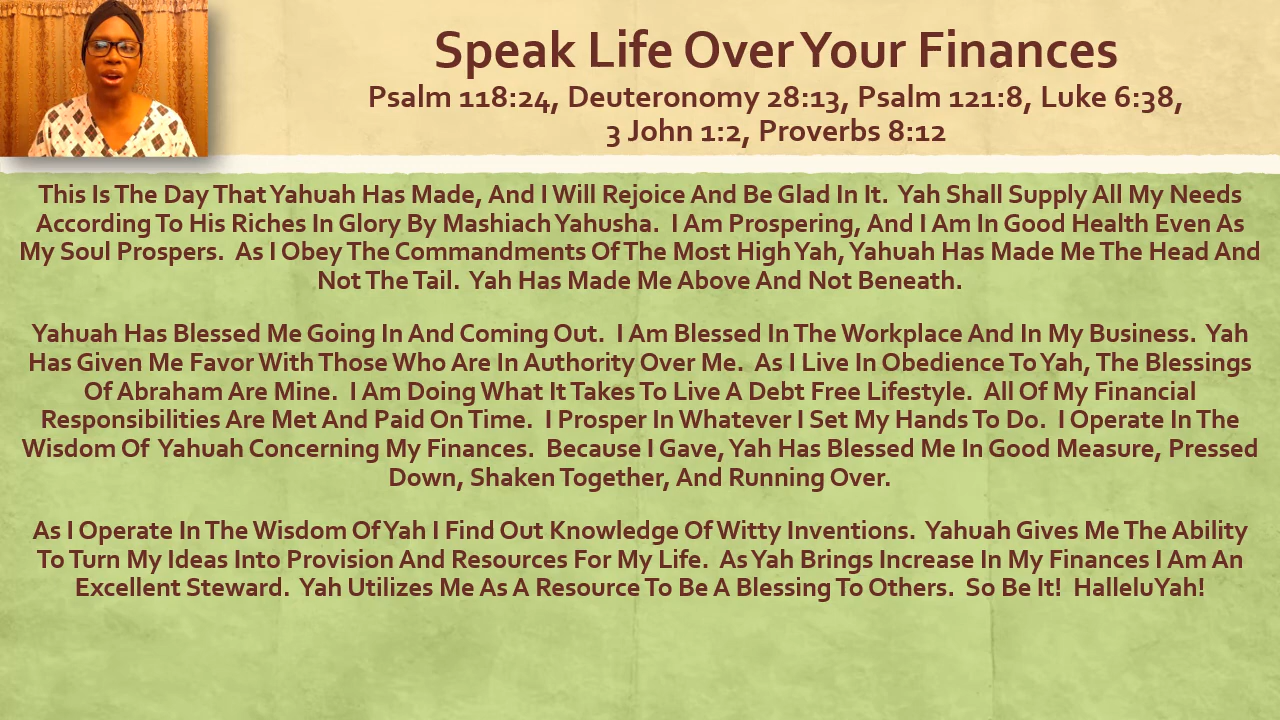 Speak Life Over Your Finances
Psalm 118:24, Deuteronomy 28:13, Psalm 121:8, Luke 6:38,
3 John 1:2, Proverbs 8:12
This Is The Day That Yahuah Has Made, And I Will Rejoice And Be Glad In It.  Yah Shall Supply All My Needs
According To His Riches In Glory By Mashiach Yahusha.  I Am Prospering, And I Am In Good Health Even As
My Soul Prospers.  As I Obey The Commandments Of The Most High Yah, Yahuah Has Made Me The Head And
Not The Tail.  Yah Has Made Me Above And Not Beneath.
Yahuah Has Blessed Me Going In And Coming Out.  I Am Blessed In The Workplace And In My Business.  Yah
Has Given Me Favor With Those Who Are In Authority Over Me.  As I Live In Obedience To Yah, The Blessings
Of Abraham Are Mine.  I Am Doing What It Takes To Live A Debt Free Lifestyle.  All Of My Financial
Responsibilities Are Met And Paid On Time.  I Prosper In Whatever I Set My Hands To Do.  I Operate In The
Wisdom Of  Yahuah Concerning My Finances.  Because I Gave, Yah Has Blessed Me In Good Measure, Pressed
Down, Shaken Together, And Running Over.
As I Operate In The Wisdom Of Yah I Find Out Knowledge Of Witty Inventions.  Yahuah Gives Me The Ability
To Turn My Ideas Into Provision And Resources For My Life.  As Yah Brings Increase In My Finances I Am An
Excellent Steward.  Yah Utilizes Me As A Resource To Be A Blessing To Others.  So Be It!  HalleluYah!